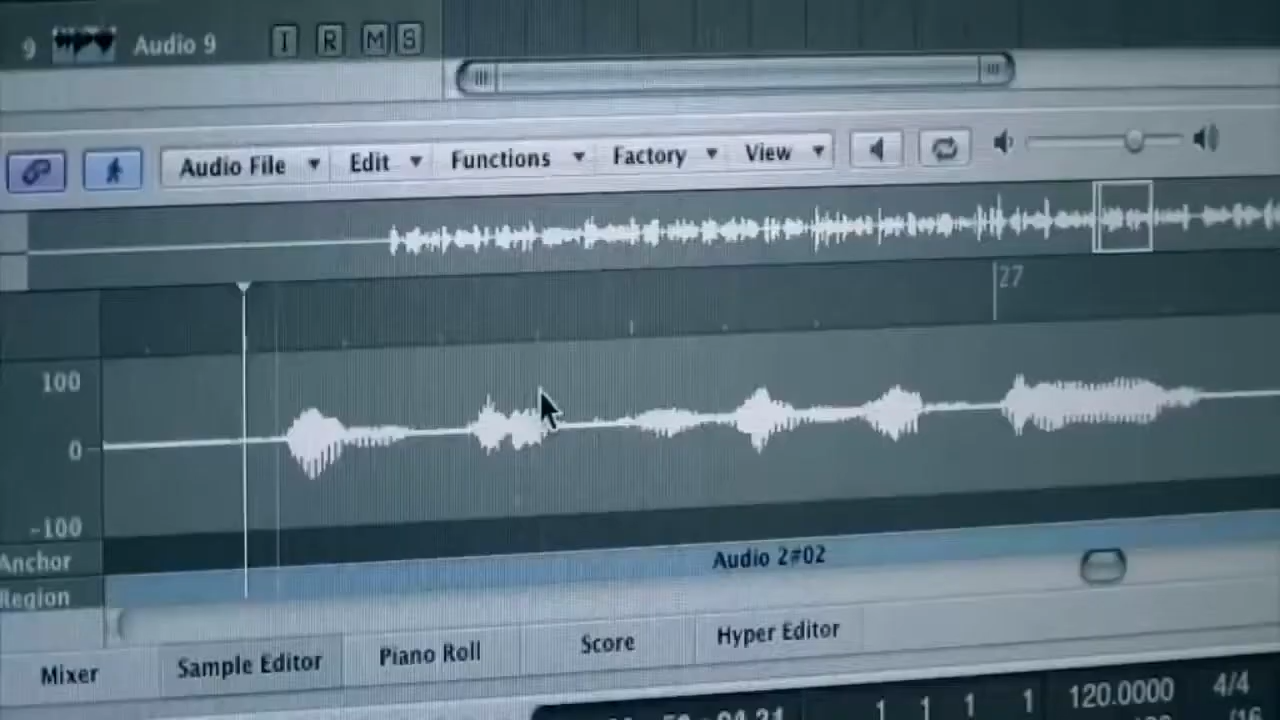 9 Audio 9 I R M S
Audio File Edit Functions Factory View
27
100
0
-100
Anchor
Region
Audio 2#02
Mixer Sample Editor Piano Roll Score Hyper Editor
1 1 1 1 120.0000 4/4
/16